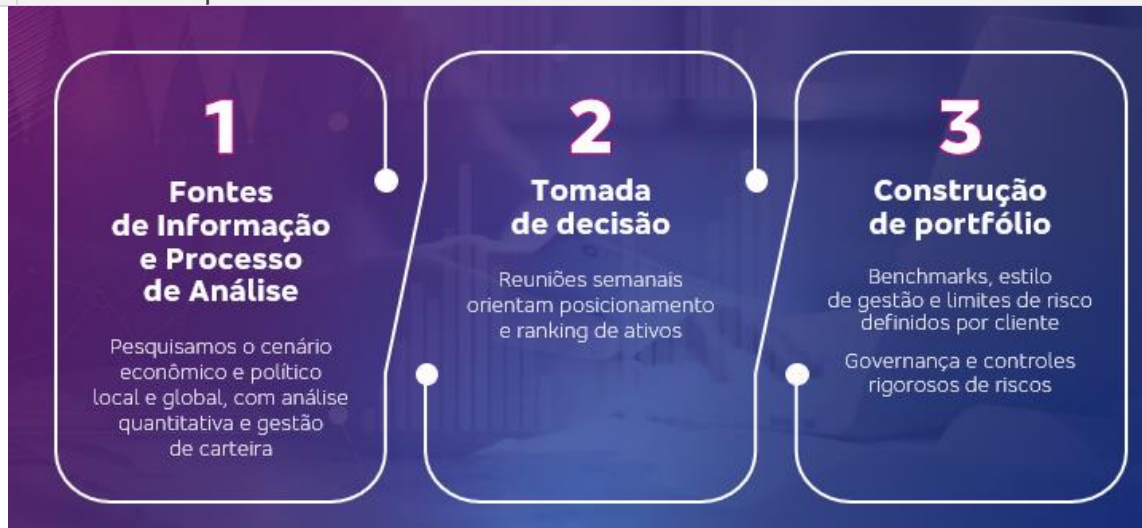 1
Fontes
de Informação
e Processo
de Análise
Pesquisamos o cenário
econômico e político
local e global, com análise
quantitativa e gestão
de carteira
2
Tomada
de decisão
Reuniões semanais
orientam posicionamento
e ranking de ativos
3
Construção
de portfólio
Benchmarks, estilo
de gestão e limites de risco
definidos por cliente
Governança e controles
rigorosos de riscos